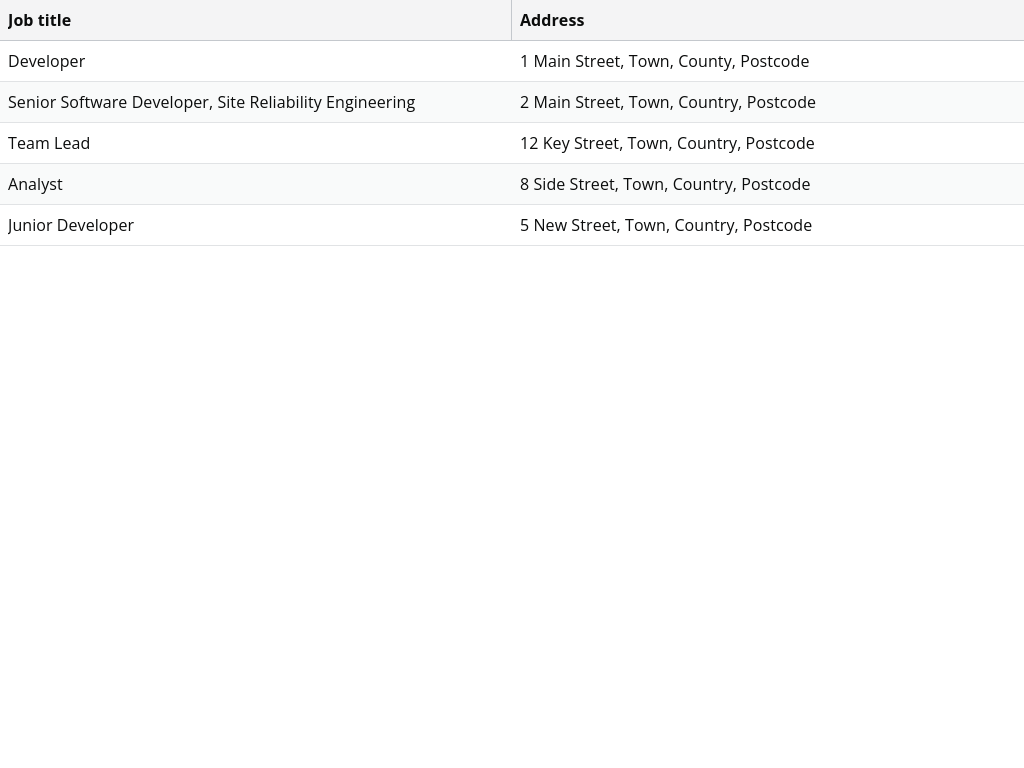 Job title Address
Developer 1 Main Street, Town, County, Postcode
Senior Software Developer, Site Reliability Engineering 2 Main Street, Town, Country, Postcode
Team Lead 12 Key Street, Town, Country, Postcode
Analyst 8 Side Street, Town, Country, Postcode
Junior Developer 5 New Street, Town, Country, Postcode